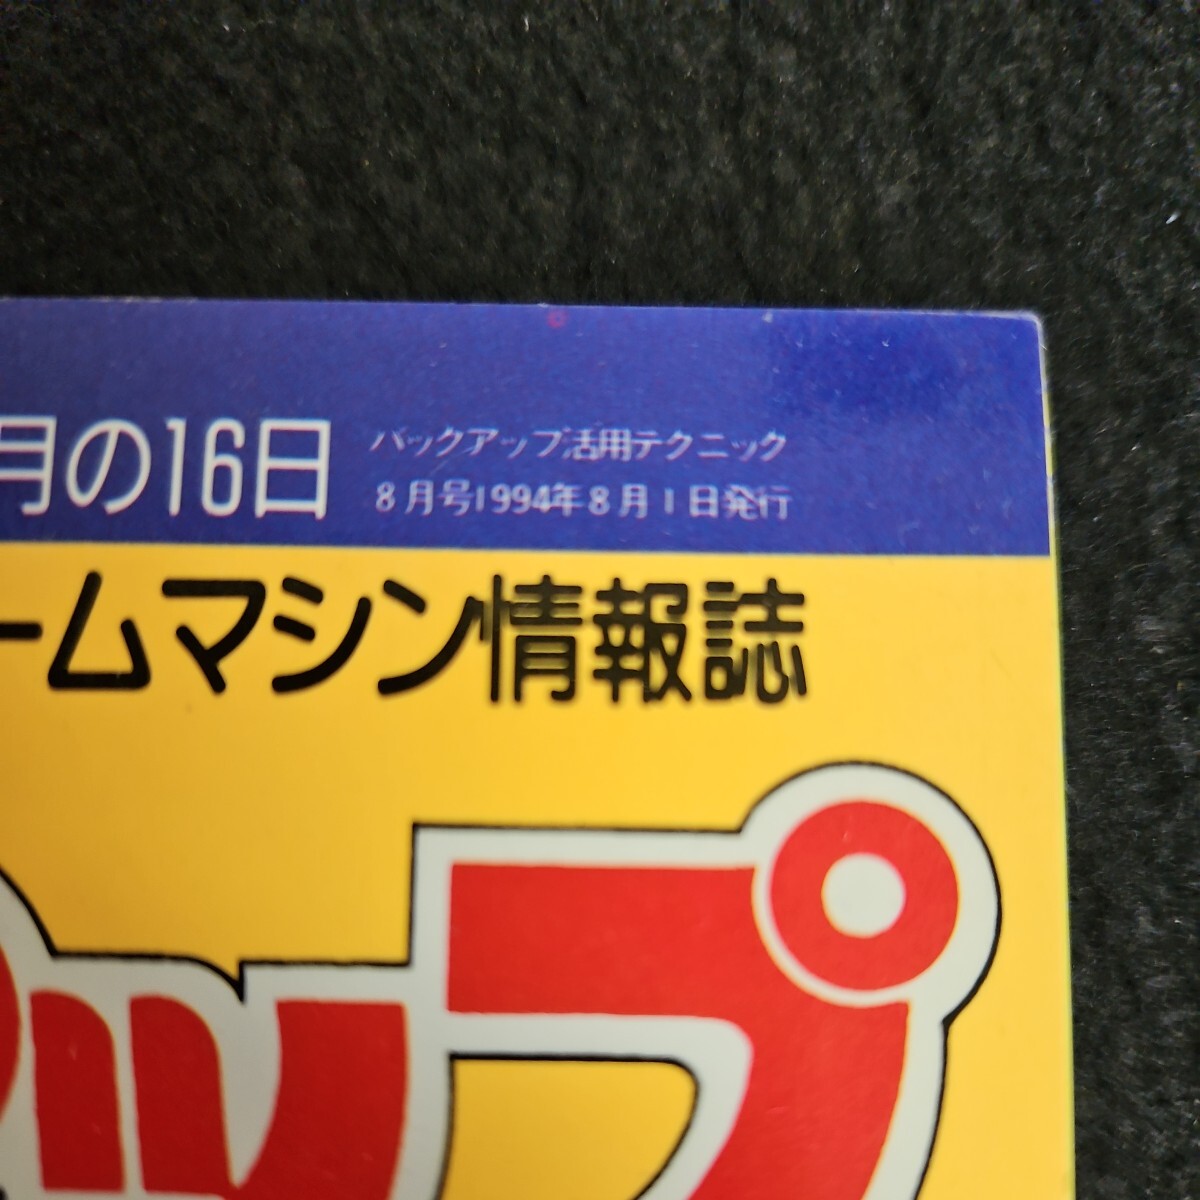 月の16日
バックアップ活用テクニック
8月号1994年8月1日発行
ームマシン情報誌
ップ